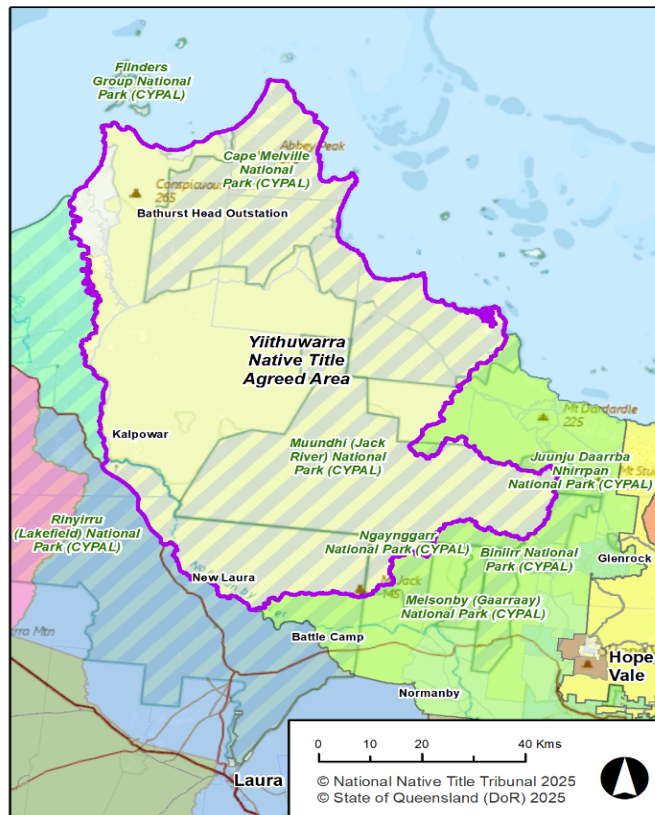 Flinders
Group National
Park (CYPAL)
Abbey Peak
Cape Melville
National
Park (CYPAL)
265
Bathurst Head Outstation
Yiithuwarra
Native Title
Agreed Area
Mt Dardardle
225
Kalpowar
Muundhi (Jack
River) National
Park (CYPAL)
Juunju Daarrba
Nhirrpan
National Park (CYPAL)
Rinyirru
(Lakefield) National
Park (CYPAL)
Ngaynggarr
National Park (CYPAL)
Binilrr National
Park (CYPAL)
Glenrock
New Laura
Jack
145
Melsonby (Gaarraay)
National Park (CYPAL)
Battle Camp
Hope
Vale
Normanby
Laura
0 10 20 40 Kms
© National Native Title Tribunal 2025
© State of Queensland (DoR) 2025